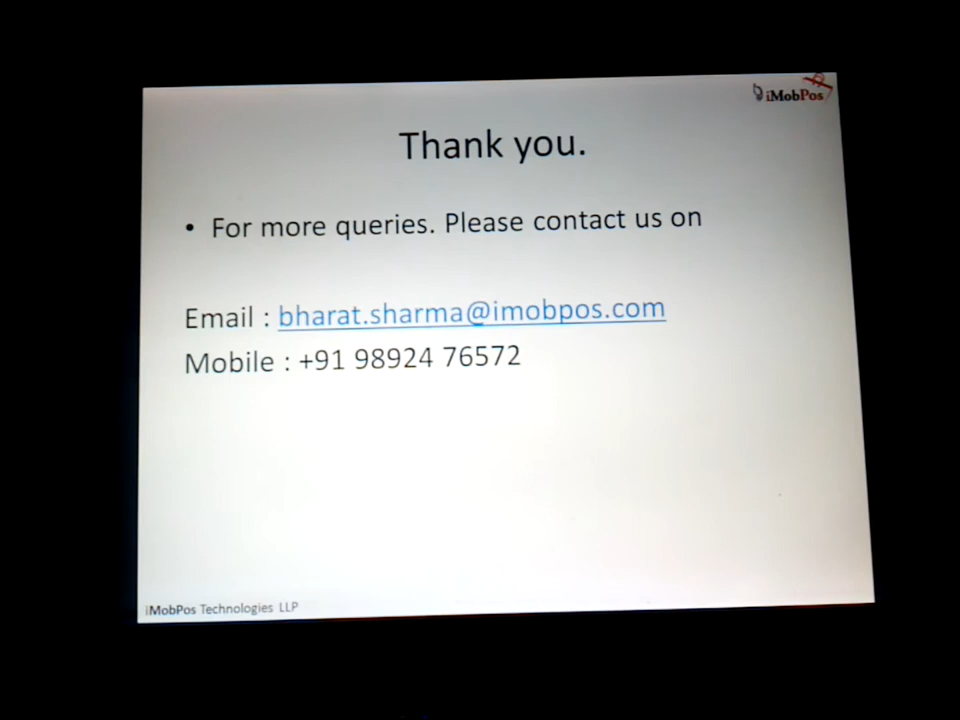 iMobPos
Thank you.
• For more queries. Please contact us on
Email : bharat.sharma@imobpos.com
Mobile : +91 98924 76572
iMobPos Technologies LLP